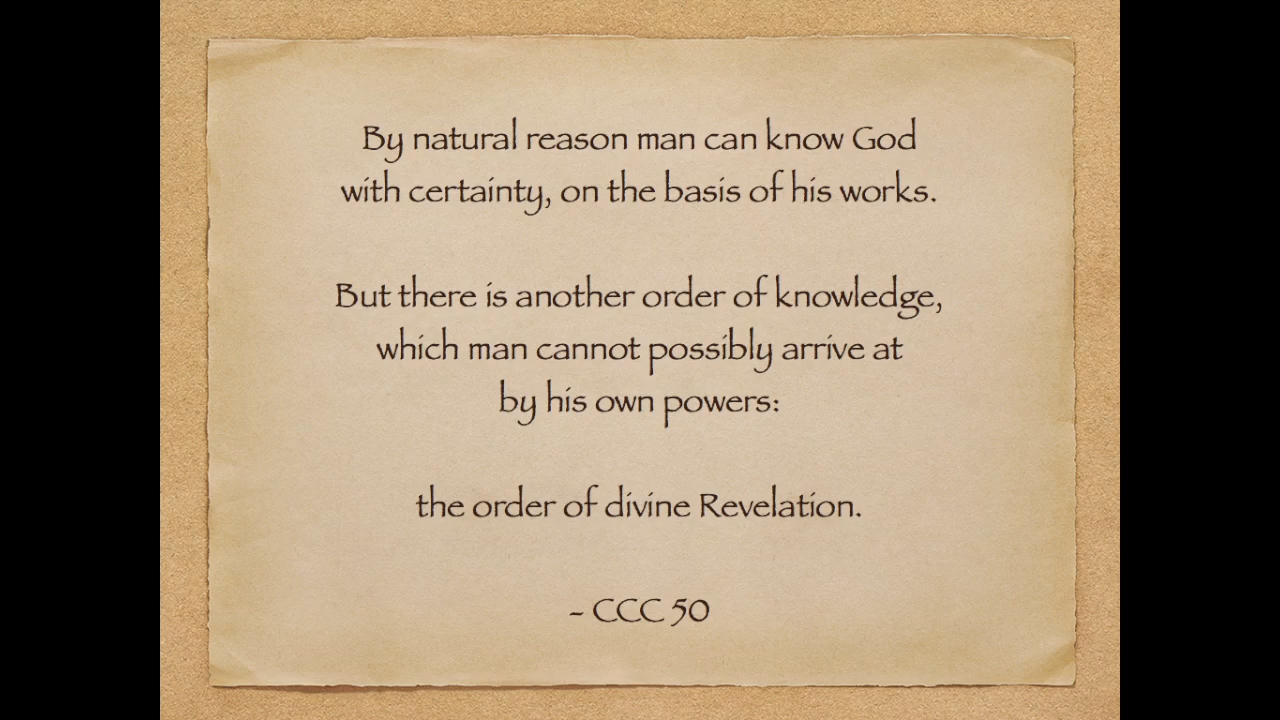 By natural reason man can know God
with certainty, on the basis of his works.
But there is another order of knowledge,
which man cannot possibly arrive at
by his own powers:
the order of divine Revelation.
- CCC 50